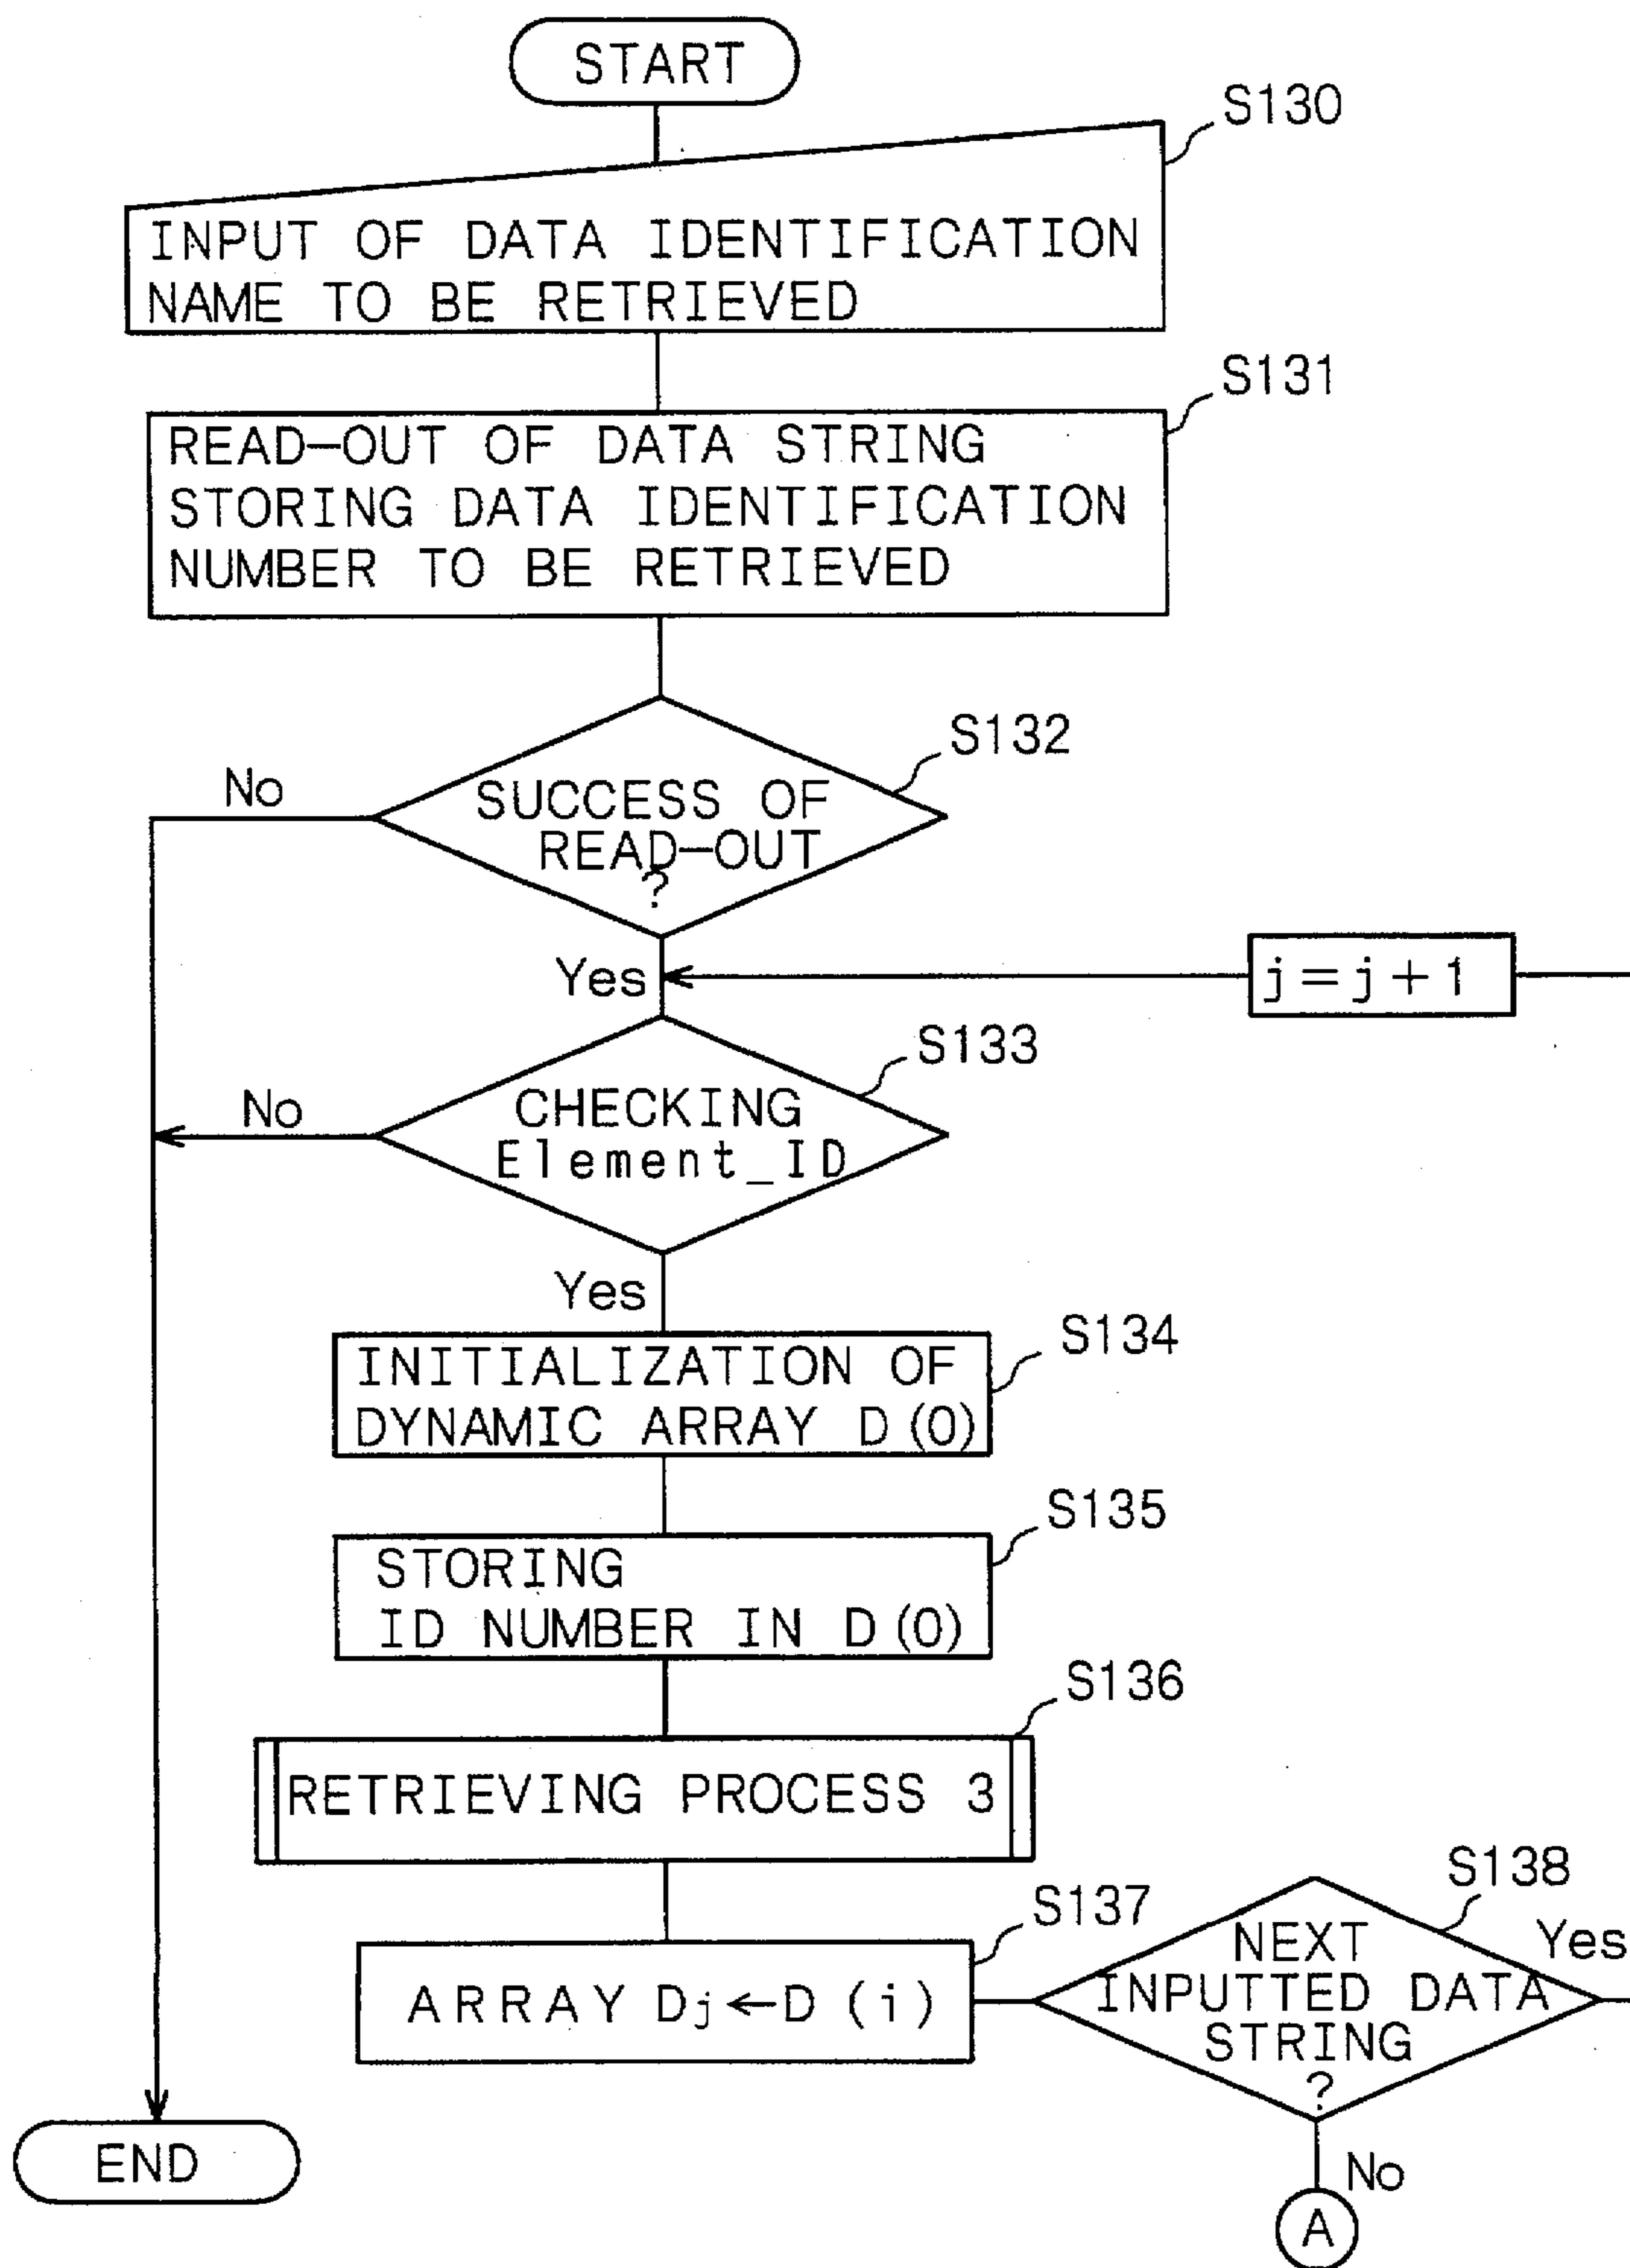 START
S130
INPUT OF DATA IDENTIFICATION
NAME TO BE RETRIEVED
S131
READ-OUT OF DATA STRING
STORING DATA IDENTIFICATION
NUMBER TO BE RETRIEVED
S132
No
SUCCESS OF
READ-OUT
?
Yes
j=j+1
S133
No
CHECKING
Element_ID
Yes
S134
INITIALIZATION OF
DYNAMIC ARRAY D(0)
S135
STORING
ID NUMBER IN D(0)
S136
RETRIEVING PROCESS 3
S137
ARRAY Dj←D(i)
S138
Yes
NEXT
INPUTTED DATA
STRING
?
No
END
A